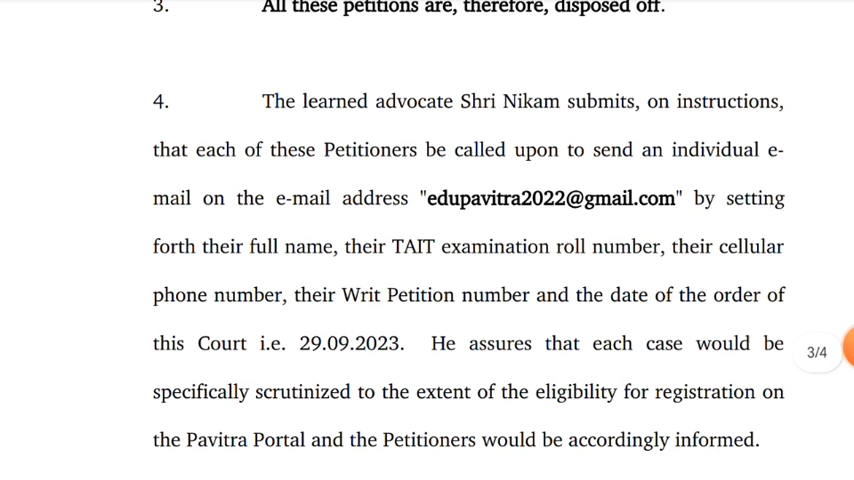 3. All these petitions are, therefore, disposed off.
4. The learned advocate Shri Nikam submits, on instructions,
that each of these Petitioners be called upon to send an individual e-
mail on the e-mail address "edupavitra2022@gmail.com" by setting
forth their full name, their TAIT examination roll number, their cellular
phone number, their Writ Petition number and the date of the order of
this Court i.e. 29.09.2023. He assures that each case would be
specifically scrutinized to the extent of the eligibility for registration on
the Pavitra Portal and the Petitioners would be accordingly informed.
3/4